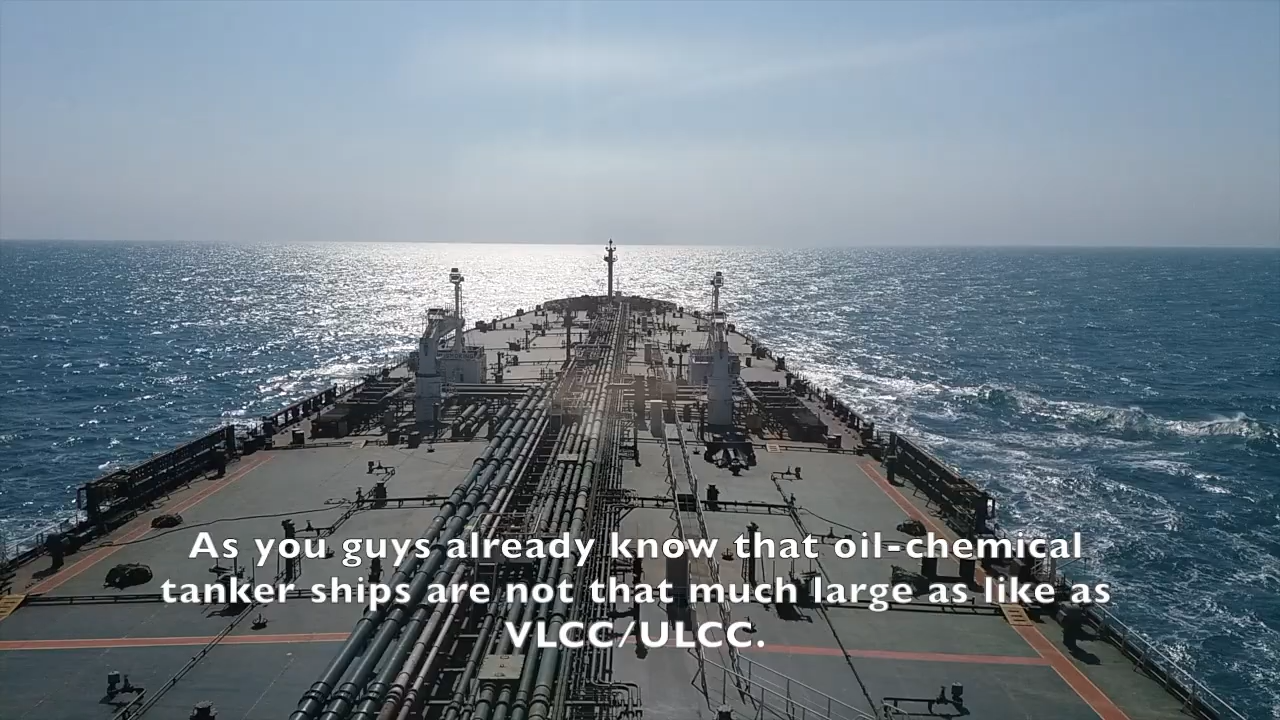 As you guys already know that oil-chemical
tanker ships are not that much large as like as
VLCC/ULCC.